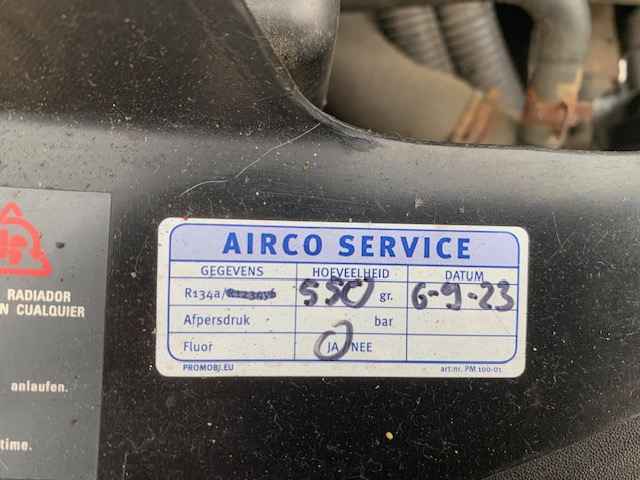 AIRCO SERVICE
GEGEVENS HOEVEELHEID DATUM
R134a/R1234yf 550 gr. 6-9-23
Afpersdruk bar
Fluor JA/NEE
PROMOBJ.EU art.nr. PM 100-01
RADIADOR
N CUALQUIER
anlaufen.
time.